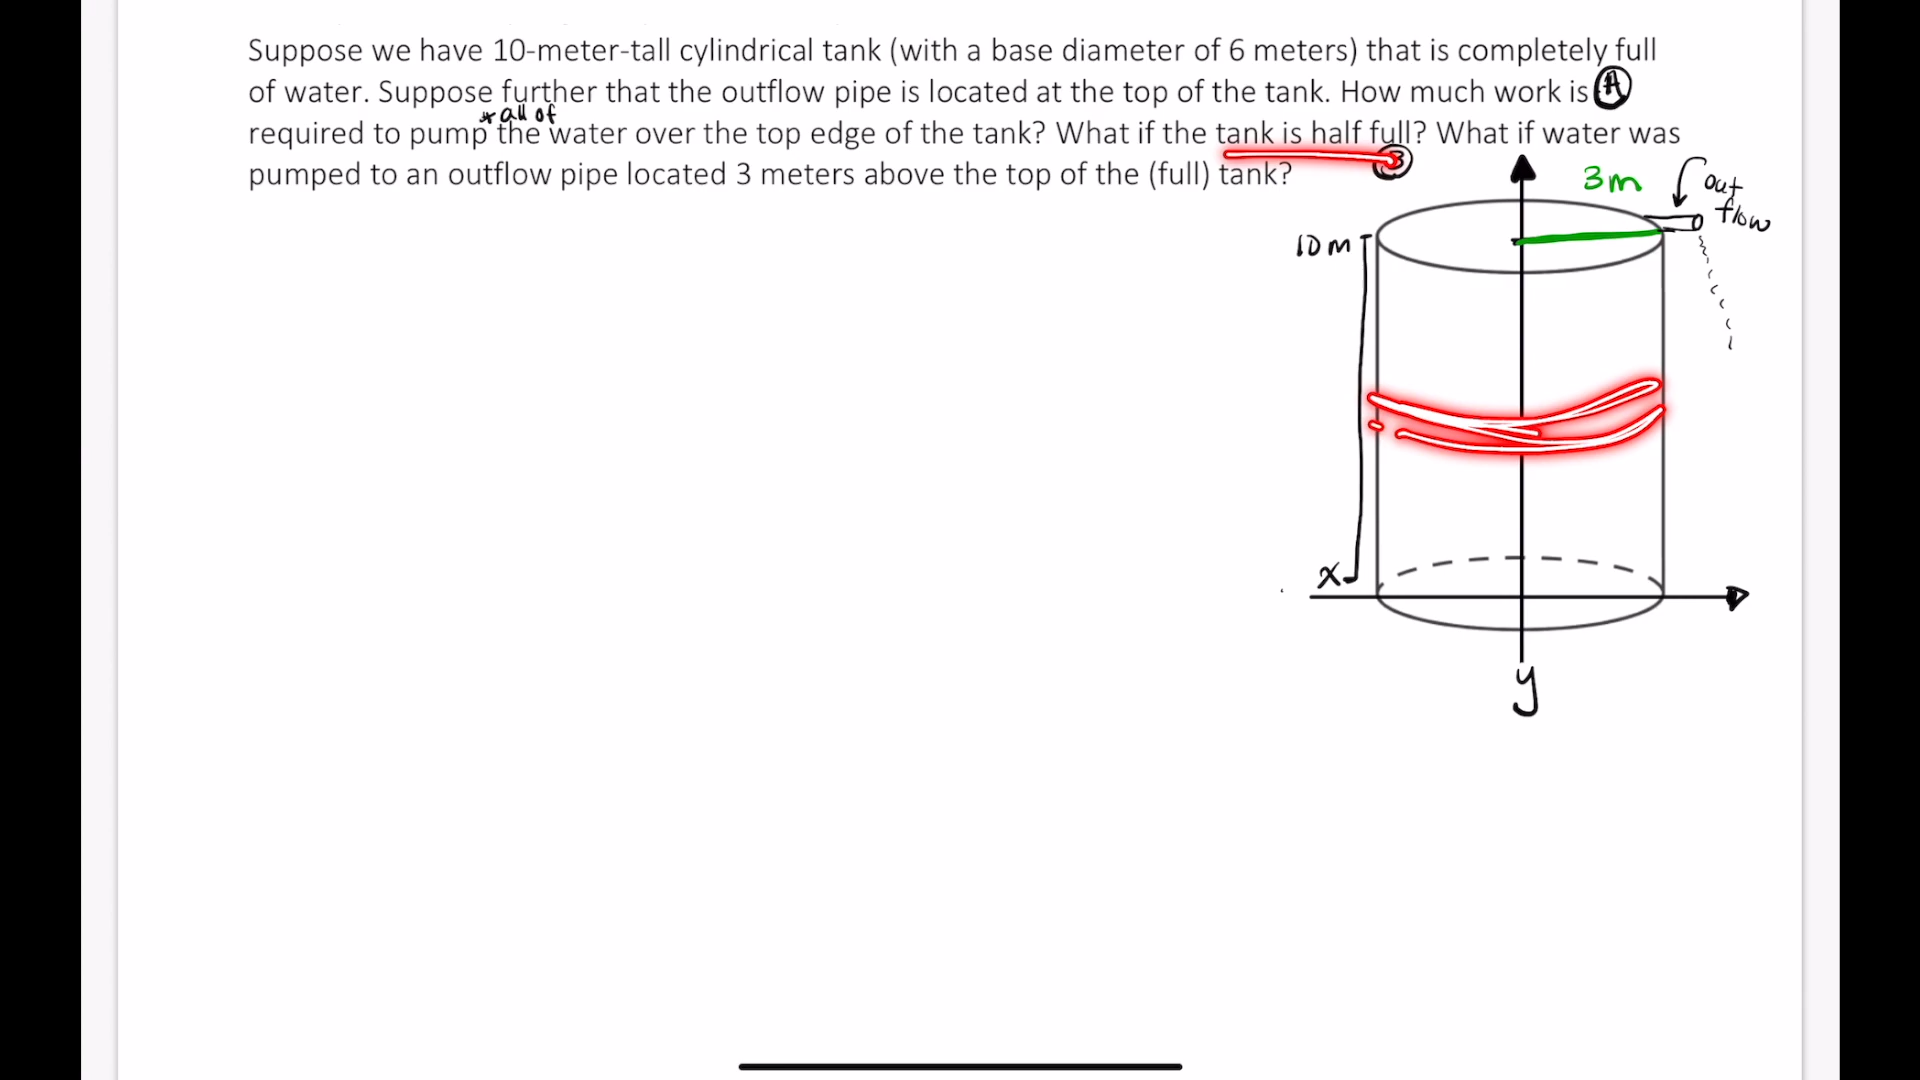 Suppose we have 10-meter-tall cylindrical tank (with a base diameter of 6 meters) that is completely full
of water. Suppose further that the outflow pipe is located at the top of the tank. How much work is A
* all of
required to pump the water over the top edge of the tank? What if the tank is half full? What if water was
B
pumped to an outflow pipe located 3 meters above the top of the (full) tank?
3m
out
flow
10 m
x
y